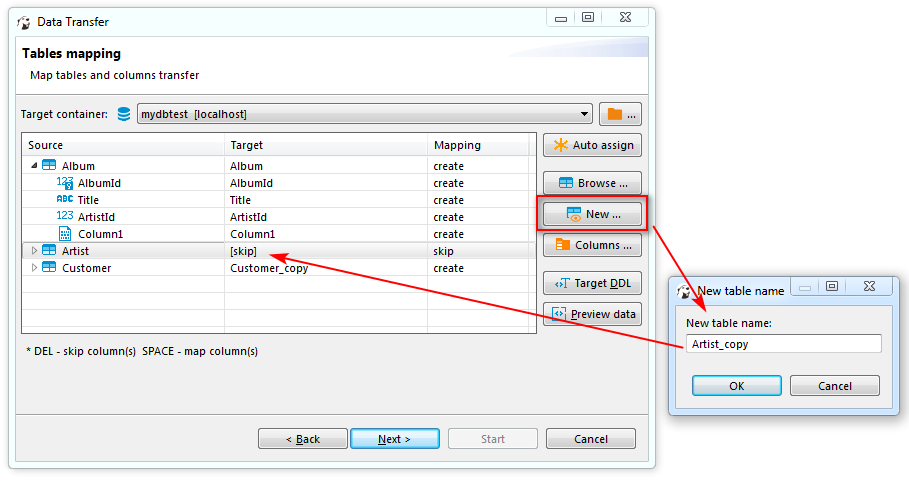 Data Transfer
Tables mapping
Map tables and columns transfer
Target container: mydbtest [localhost] ...
Source Target Mapping
Auto assign
Album Album create
123 AlbumId AlbumId create
Browse ...
ABC Title Title create
123 ArtistId ArtistId create
New ...
Column1 Column1 create
Artist [skip] skip
Columns ...
Customer Customer_copy create
Target DDL
Preview data
* DEL - skip column(s) SPACE - map column(s)
< Back Next > Start Cancel
New table name
New table name:
Artist_copy
OK Cancel